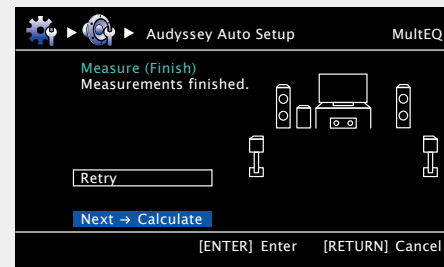 Audyssey Auto Setup MultEQ
Measure (Finish)
Measurements finished.
Retry
Next → Calculate
[ENTER] Enter [RETURN] Cancel